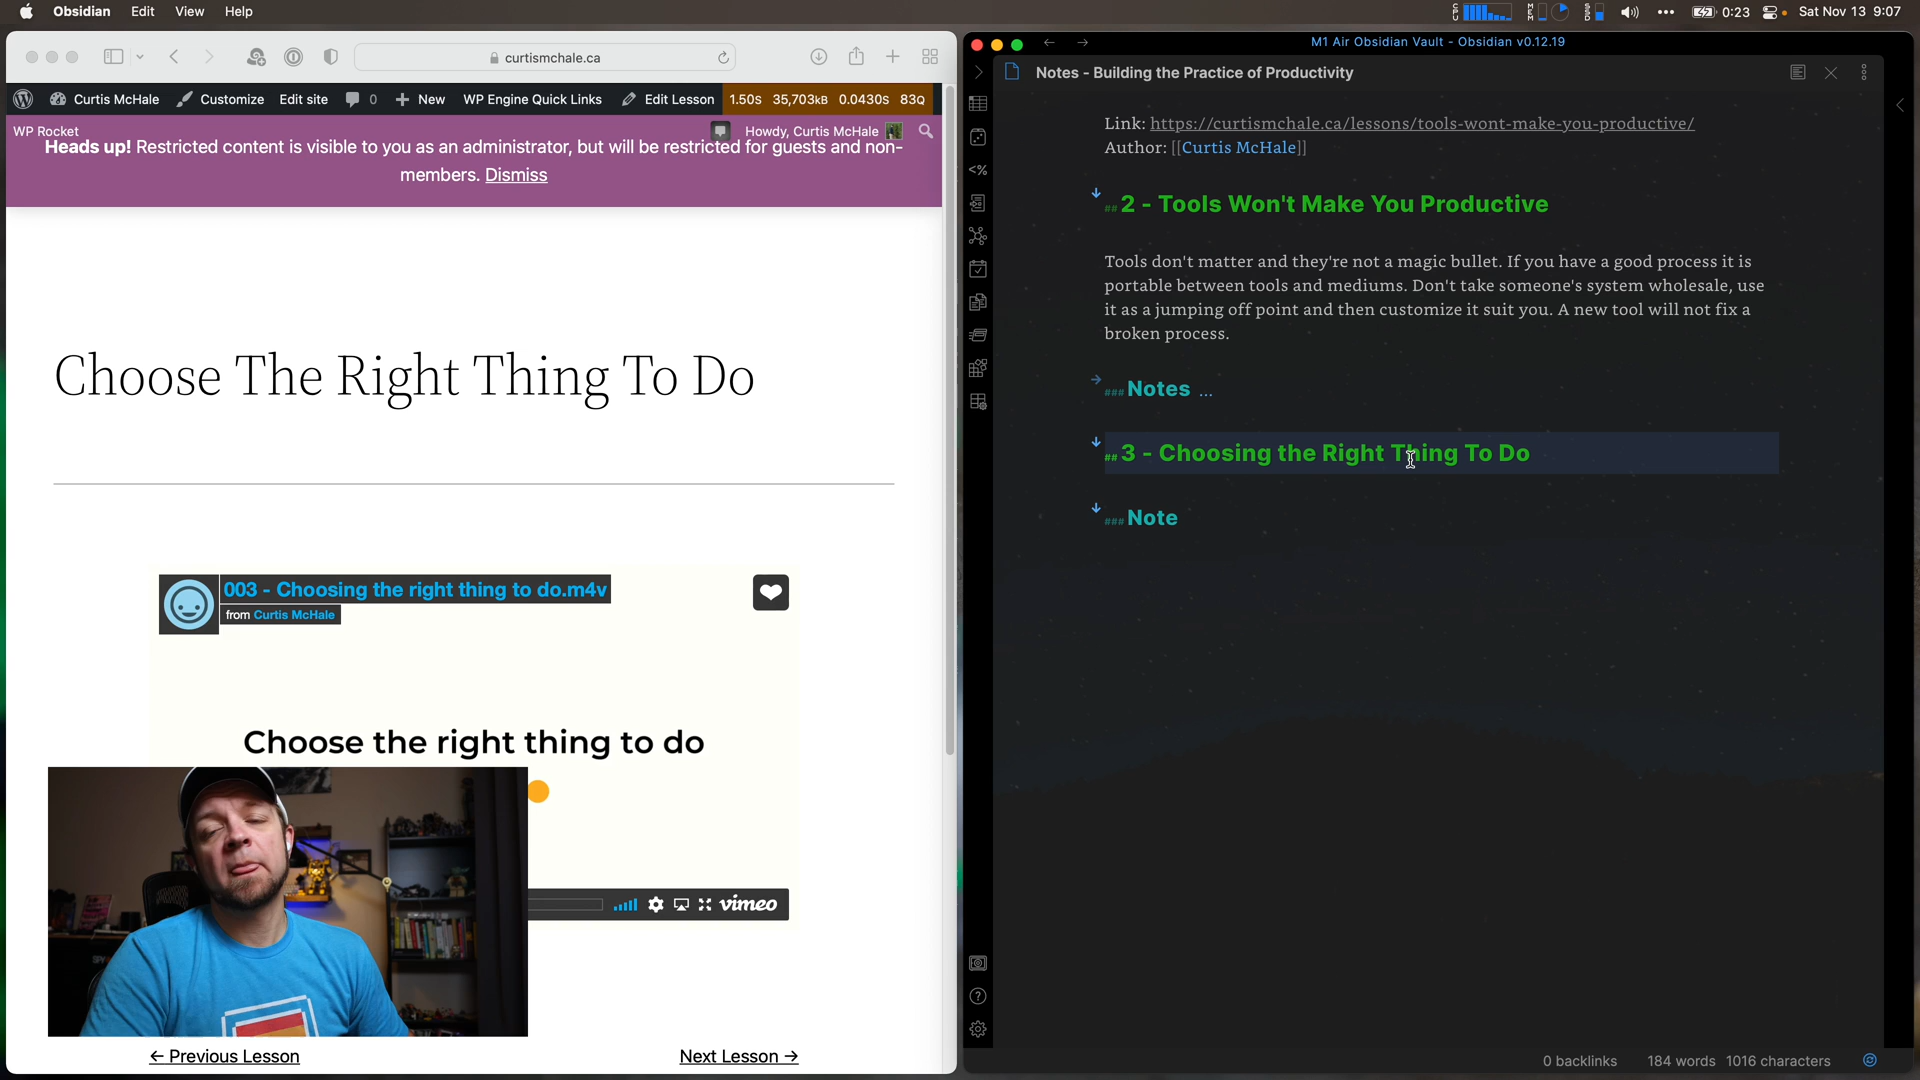 Obsidian Edit View Help
CPU MEM SSD 0:23 Sat Nov 13 9:07
curtismchale.ca
Curtis McHale Customize Edit site 0 New WP Engine Quick Links Edit Lesson 1.50s 35,703kB 0.0430s 83Q
WP Rocket Howdy, Curtis McHale
Heads up! Restricted content is visible to you as an administrator, but will be restricted for guests and non-
members. Dismiss
Choose The Right Thing To Do
003 - Choosing the right thing to do.m4v
from Curtis McHale
Choose the right thing to do
vimeo
← Previous Lesson Next Lesson →
M1 Air Obsidian Vault - Obsidian v0.12.19
Notes - Building the Practice of Productivity
Link: https://curtismchale.ca/lessons/tools-wont-make-you-productive/
Author: [[Curtis McHale]]
## 2 - Tools Won't Make You Productive
Tools don't matter and they're not a magic bullet. If you have a good process it is
portable between tools and mediums. Don't take someone's system wholesale, use
it as a jumping off point and then customize it suit you. A new tool will not fix a
broken process.
### Notes ...
## 3 - Choosing the Right Thing To Do
### Note
0 backlinks 184 words 1016 characters